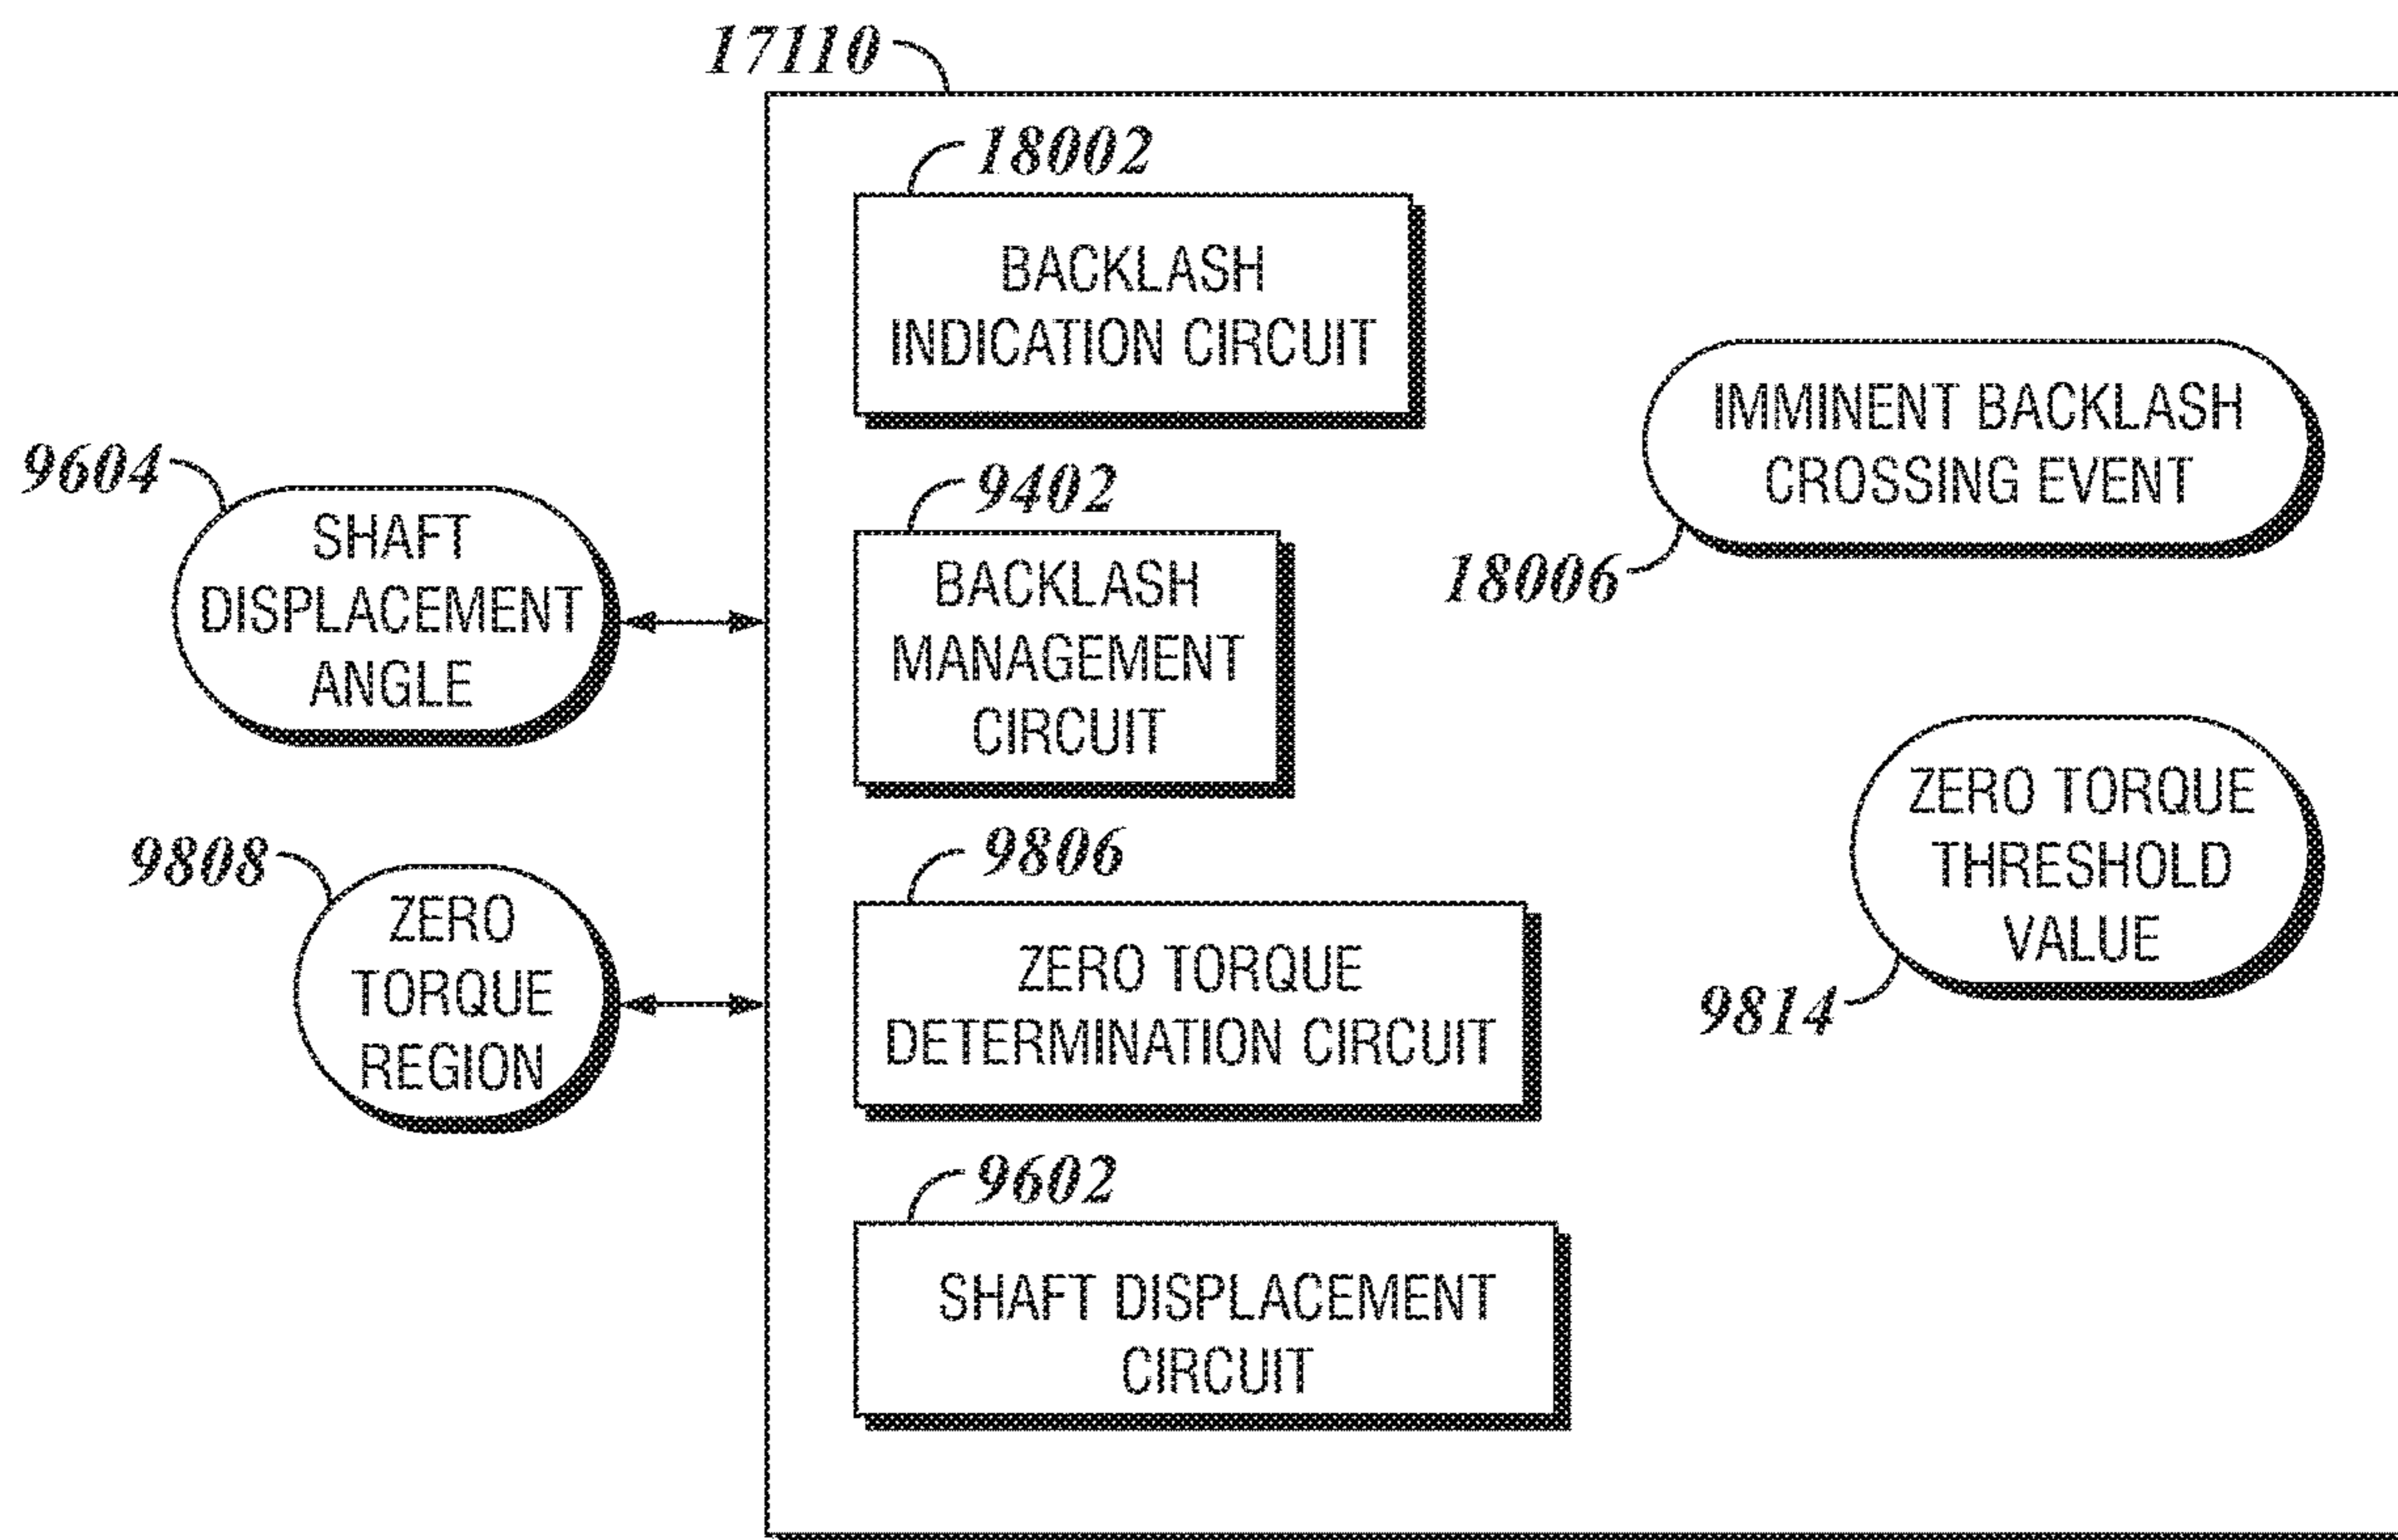 17110
18002
BACKLASH
INDICATION CIRCUIT
IMMINENT BACKLASH
CROSSING EVENT
18006
9604
SHAFT
DISPLACEMENT
ANGLE
9402
BACKLASH
MANAGEMENT
CIRCUIT
ZERO TORQUE
THRESHOLD
VALUE
9814
9808
ZERO
TORQUE
REGION
9806
ZERO TORQUE
DETERMINATION CIRCUIT
9602
SHAFT DISPLACEMENT
CIRCUIT